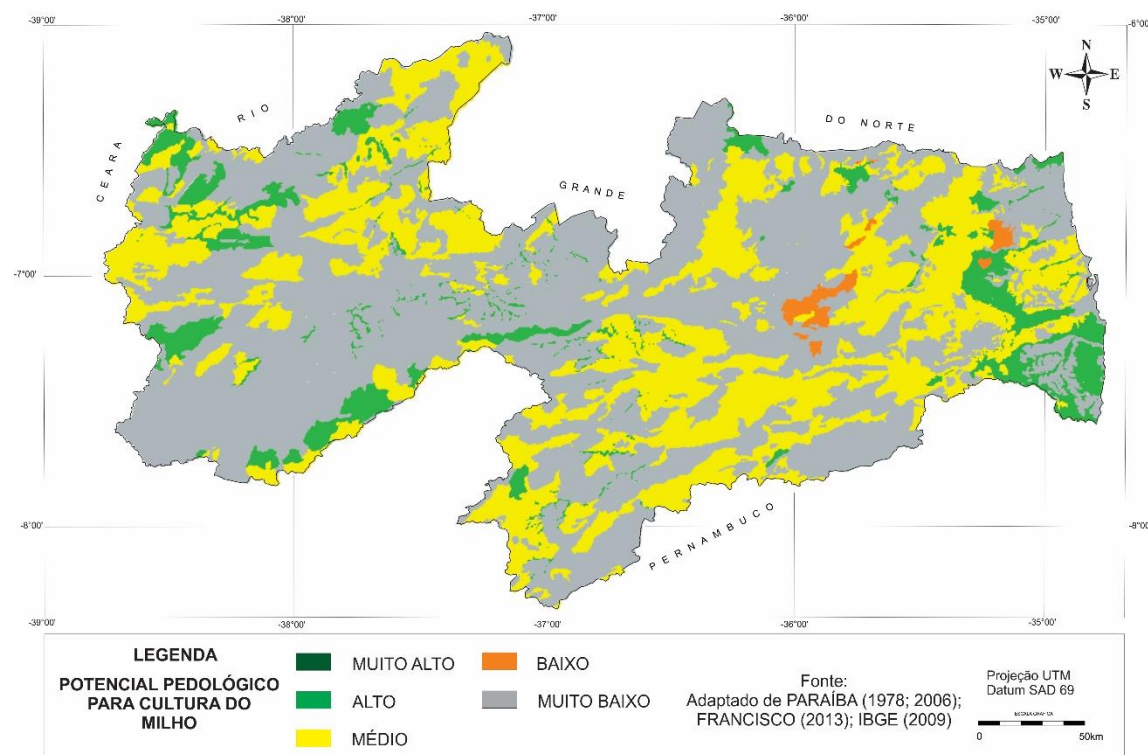 -39°00' -38°00' -37°00' -36°00' -35°00' -6°00'
N
W E
S
RIO
DO NORTE
CEARA
GRANDE
-7°00'
-8°00' -8°00'
PERNAMBUCO
-39°00' -38°00' -37°00' -36°00' -35°00'
LEGENDA
POTENCIAL PEDOLÓGICO
PARA CULTURA DO
MILHO
MUITO ALTO
ALTO
MÉDIO
BAIXO
MUITO BAIXO
Fonte:
Adaptado de PARAÍBA (1978; 2006);
FRANCISCO (2013); IBGE (2009)
Projeção UTM
Datum SAD 69
ESCALA GRÁFICA
0 50km